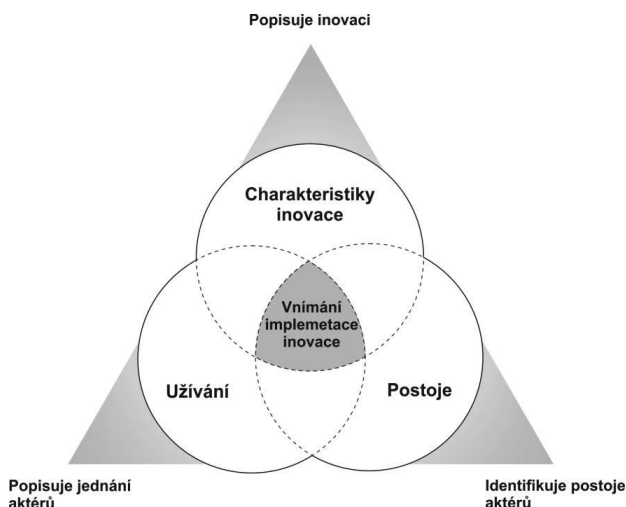 Popisuje inovaci
Charakteristiky
inovace
Vnímání
implemetace
inovace
Užívání
Postoje
Popisuje jednání
aktérů
Identifikuje postoje
aktérů